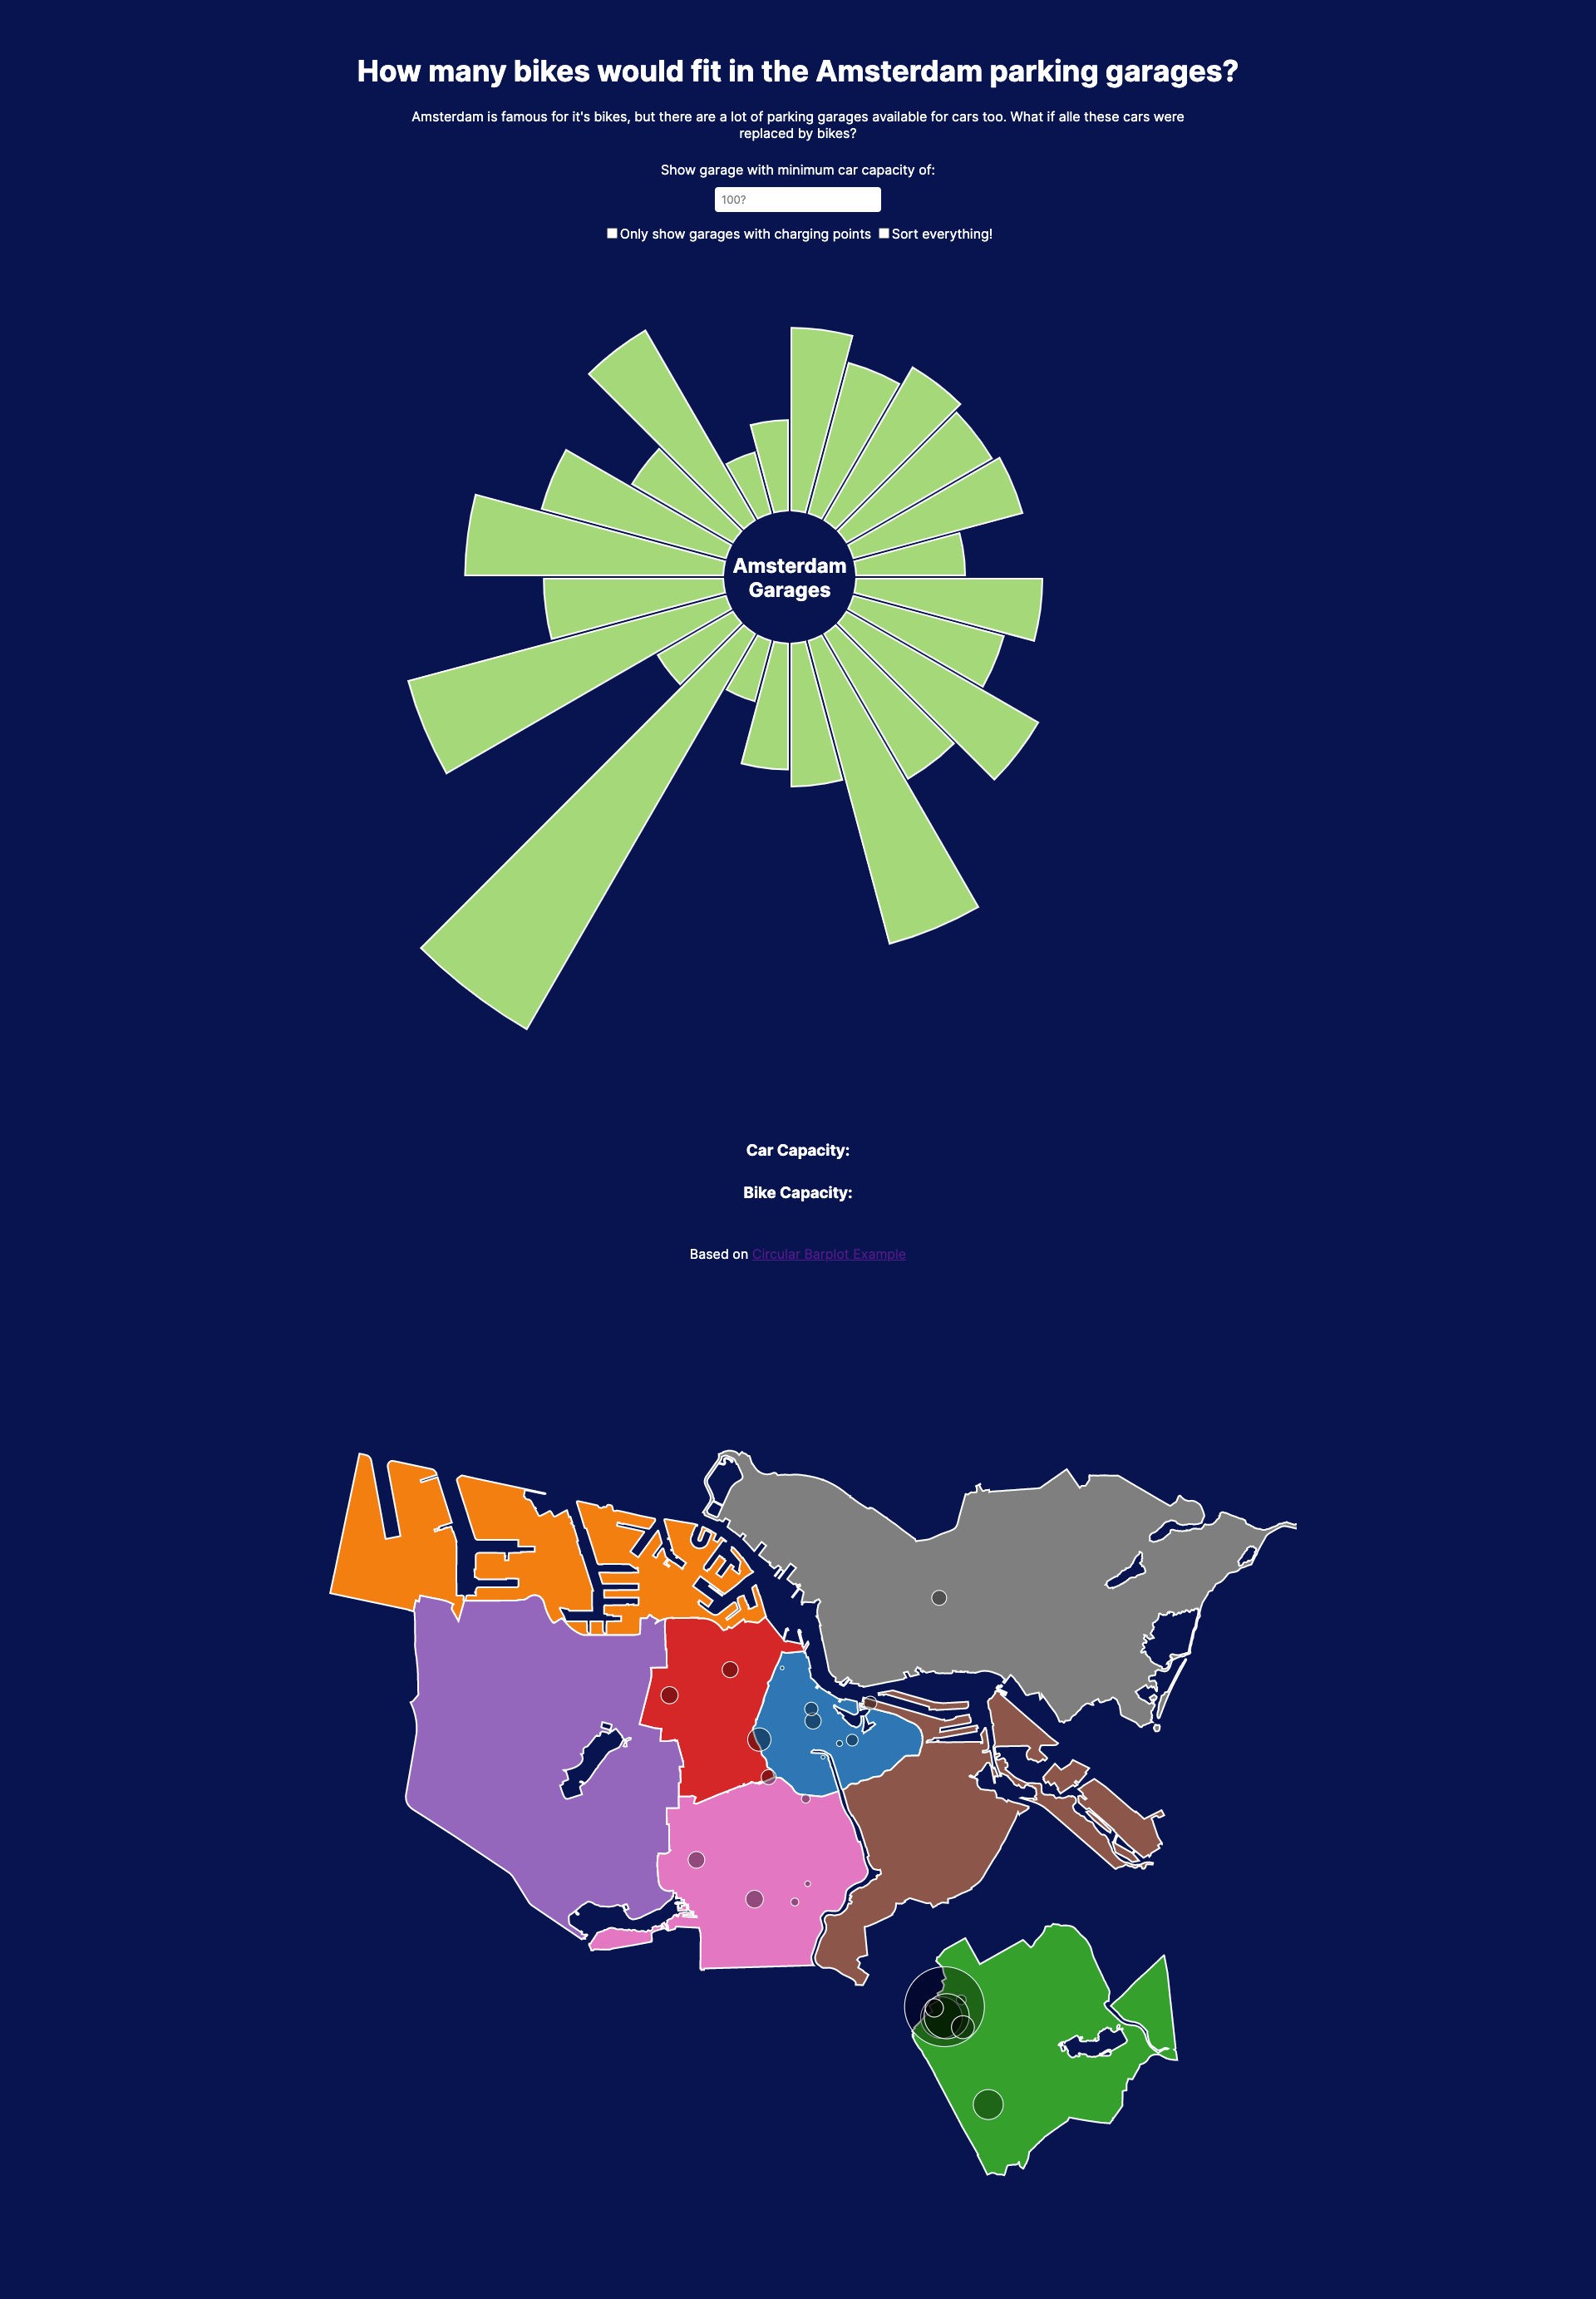 How many bikes would fit in the Amsterdam parking garages?
Amsterdam is famous for it's bikes, but there are a lot of parking garages available for cars too. What if alle these cars were
replaced by bikes?
Show garage with minimum car capacity of:
100?
Only show garages with charging points Sort everything!
Amsterdam
Garages
Car Capacity:
Bike Capacity:
Based on Circular Barplot Example